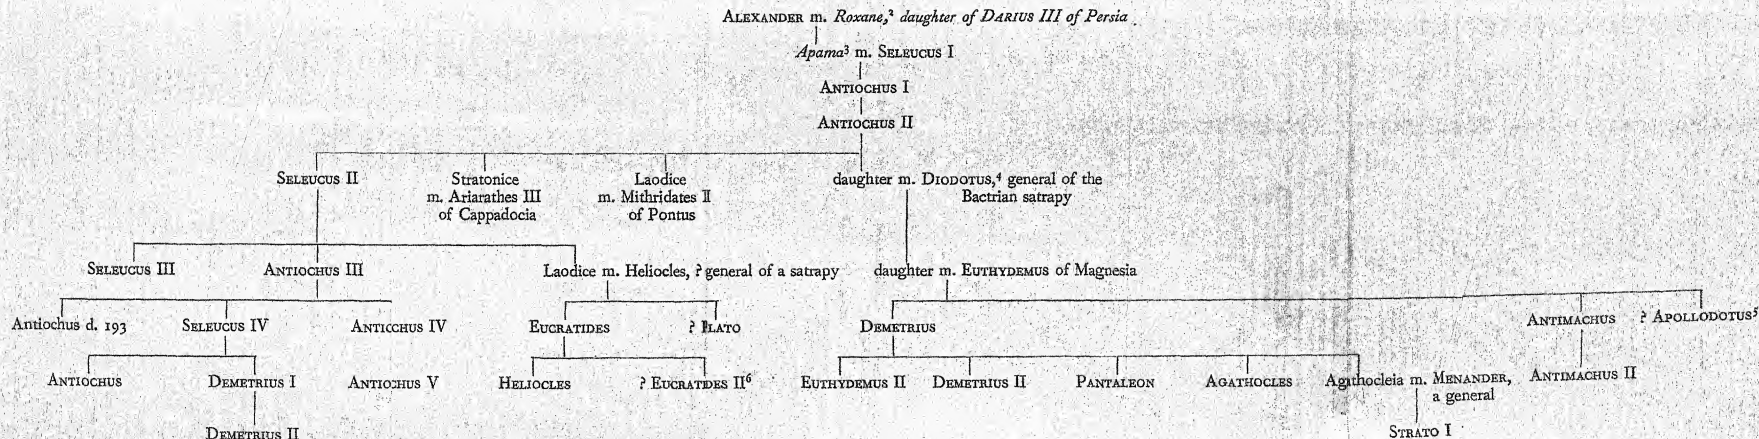 ALEXANDER m. Roxane,² daughter of DARIUS III of Persia
Apama³ m. SELEUCUS I
ANTIOCHUS I
ANTIOCHUS II
SELEUCUS II
Stratonice
m. Ariarathes III
of Cappadocia
Laodice
m. Mithridates II
of Pontus
daughter m. DIODOTUS,⁴ general of the
Bactrian satrapy
SELEUCUS III
ANTIOCHUS III
Laodice m. Heliocles, ? general of a satrapy
daughter m. EUTHYDEMUS of Magnesia
Antiochus d. 193
SELEUCUS IV
ANTIOCHUS IV
EUCRATIDES
? PLATO
DEMETRIUS
ANTIMACHUS
? APOLLODOTUS⁵
ANTIOCHUS
DEMETRIUS I
ANTIOCHUS V
HELIOCLES
? EUCRATIDES II⁶
EUTHYDEMUS II
DEMETRIUS II
PANTALEON
AGATHOCLES
Agathocleia m. MENANDER,
a general
ANTIMACHUS II
DEMETRIUS II
STRATO I